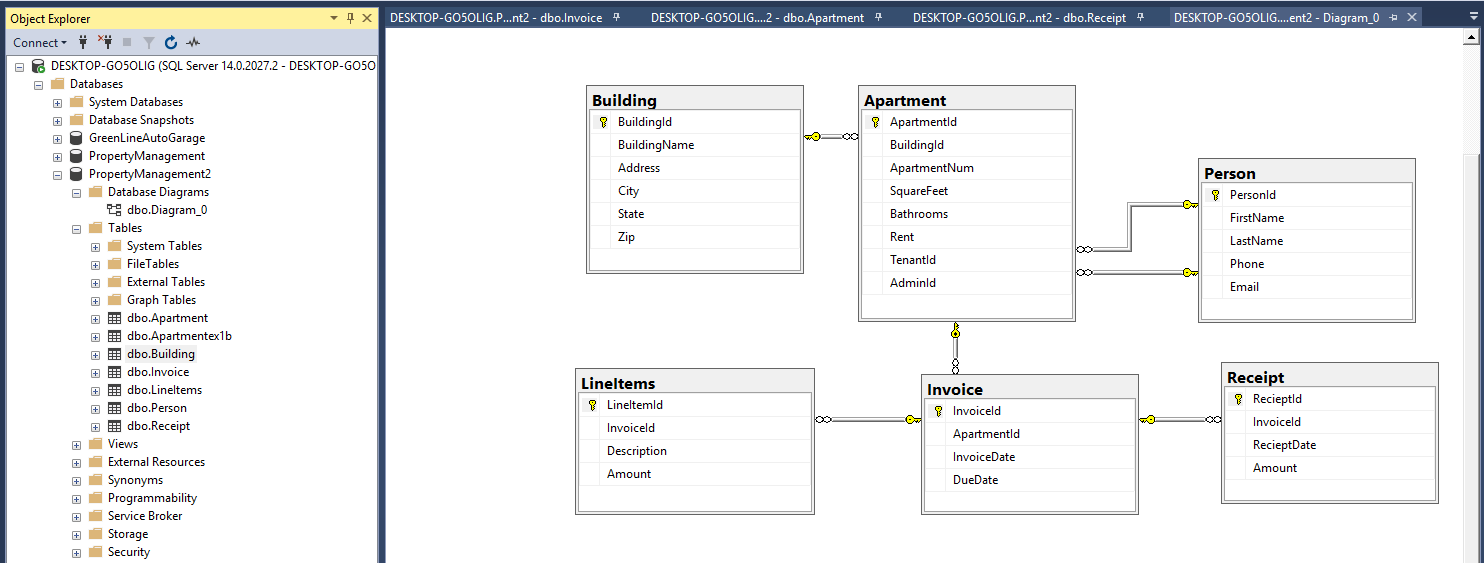 Object Explorer
Connect
DESKTOP-GO5OLIG (SQL Server 14.0.2027.2 - DESKTOP-GO5O
Databases
System Databases
Database Snapshots
GreenLineAutoGarage
PropertyManagement
PropertyManagement2
Database Diagrams
dbo.Diagram_0
Tables
System Tables
FileTables
External Tables
Graph Tables
dbo.Apartment
dbo.Apartmentex1b
dbo.Building
dbo.Invoice
dbo.LineItems
dbo.Person
dbo.Receipt
Views
External Resources
Synonyms
Programmability
Service Broker
Storage
Security
DESKTOP-GO5OLIG.P...nt2 - dbo.Invoice
DESKTOP-GO5OLIG....2 - dbo.Apartment
DESKTOP-GO5OLIG.P...nt2 - dbo.Receipt
DESKTOP-GO5OLIG....ent2 - Diagram_0
Building
BuildingId
BuildingName
Address
City
State
Zip
Apartment
ApartmentId
BuildingId
ApartmentNum
SquareFeet
Bathrooms
Rent
TenantId
AdminId
Person
PersonId
FirstName
LastName
Phone
Email
LineItems
LineItemId
InvoiceId
Description
Amount
Invoice
InvoiceId
ApartmentId
InvoiceDate
DueDate
Receipt
RecieptId
InvoiceId
RecieptDate
Amount